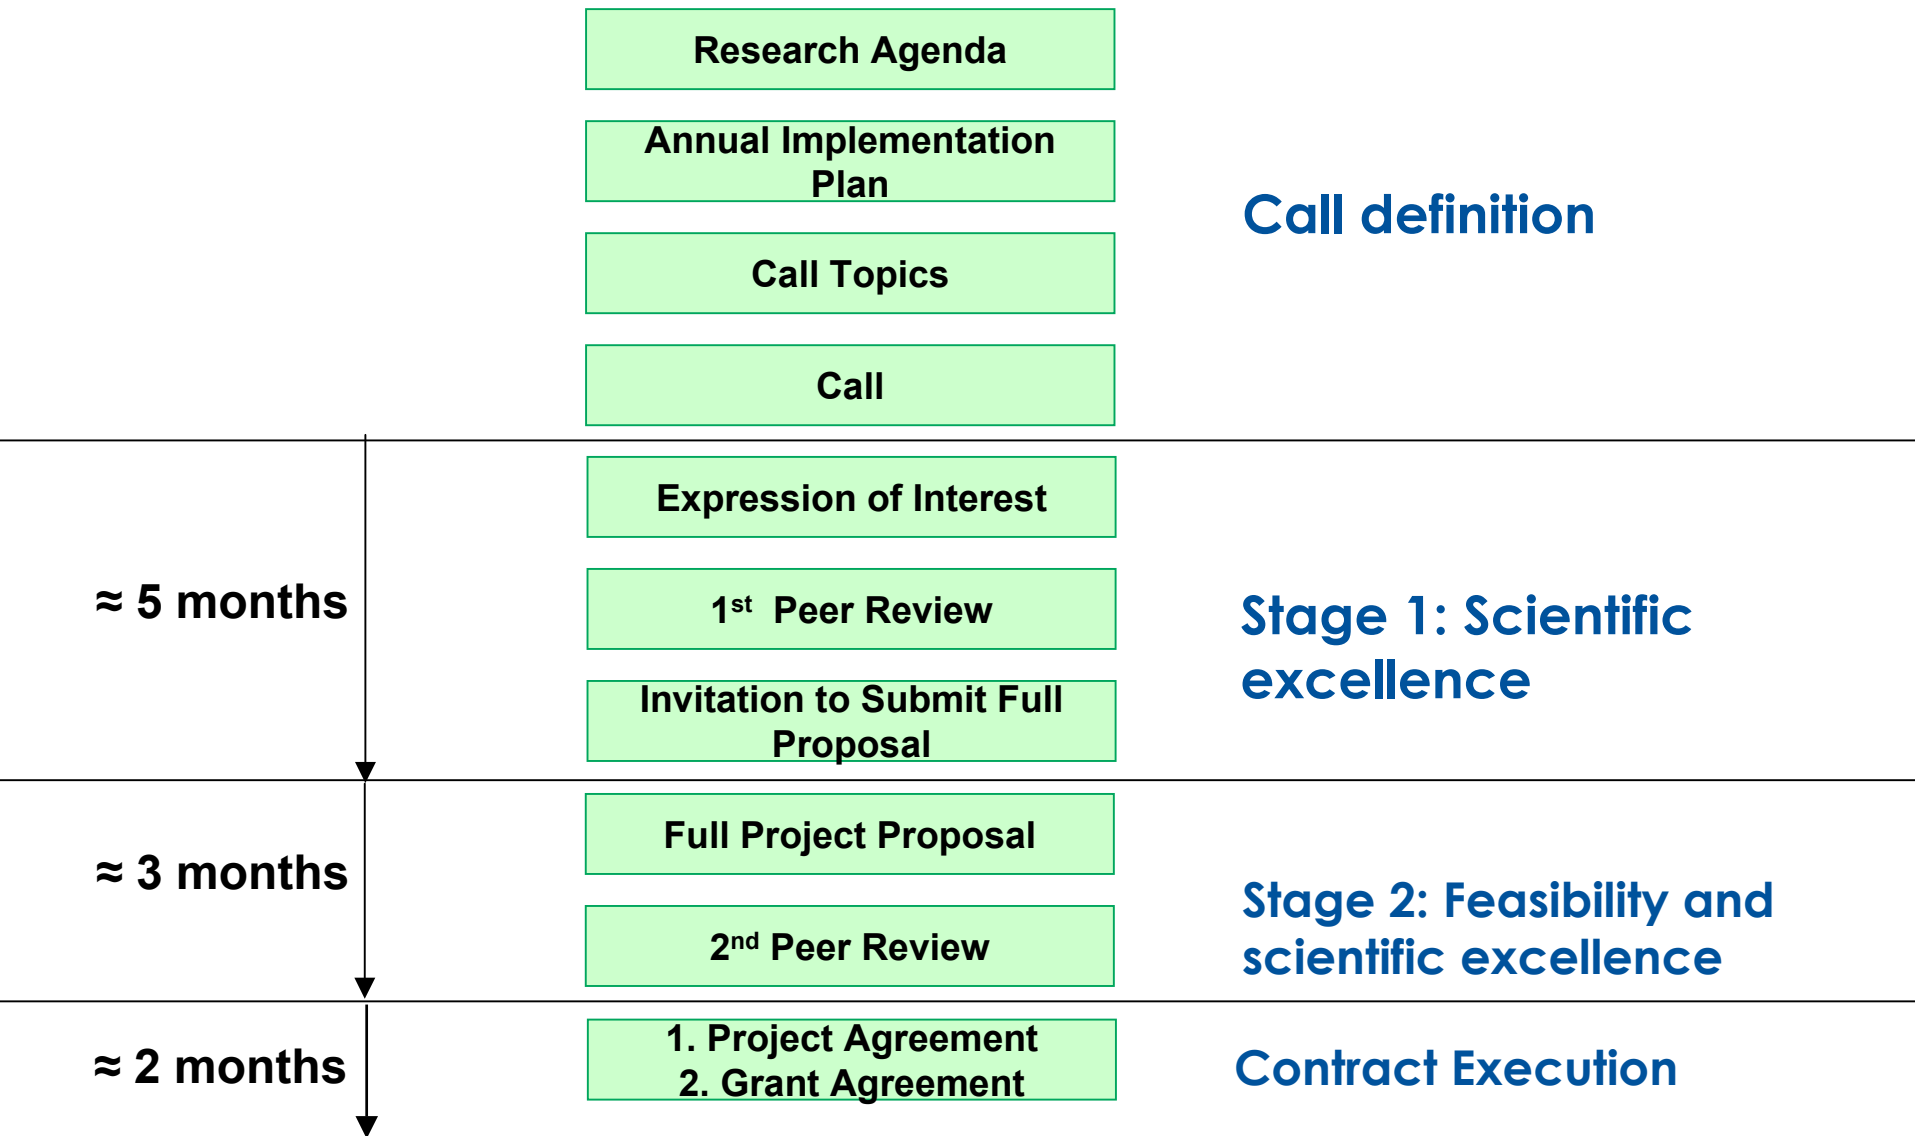 Research Agenda
Annual Implementation
Plan
Call definition
Call Topics
Call
Expression of Interest
≈ 5 months
1st Peer Review
Stage 1: Scientific
excellence
Invitation to Submit Full
Proposal
Full Project Proposal
≈ 3 months
2nd Peer Review
Stage 2: Feasibility and
scientific excellence
≈ 2 months
1. Project Agreement
2. Grant Agreement
Contract Execution